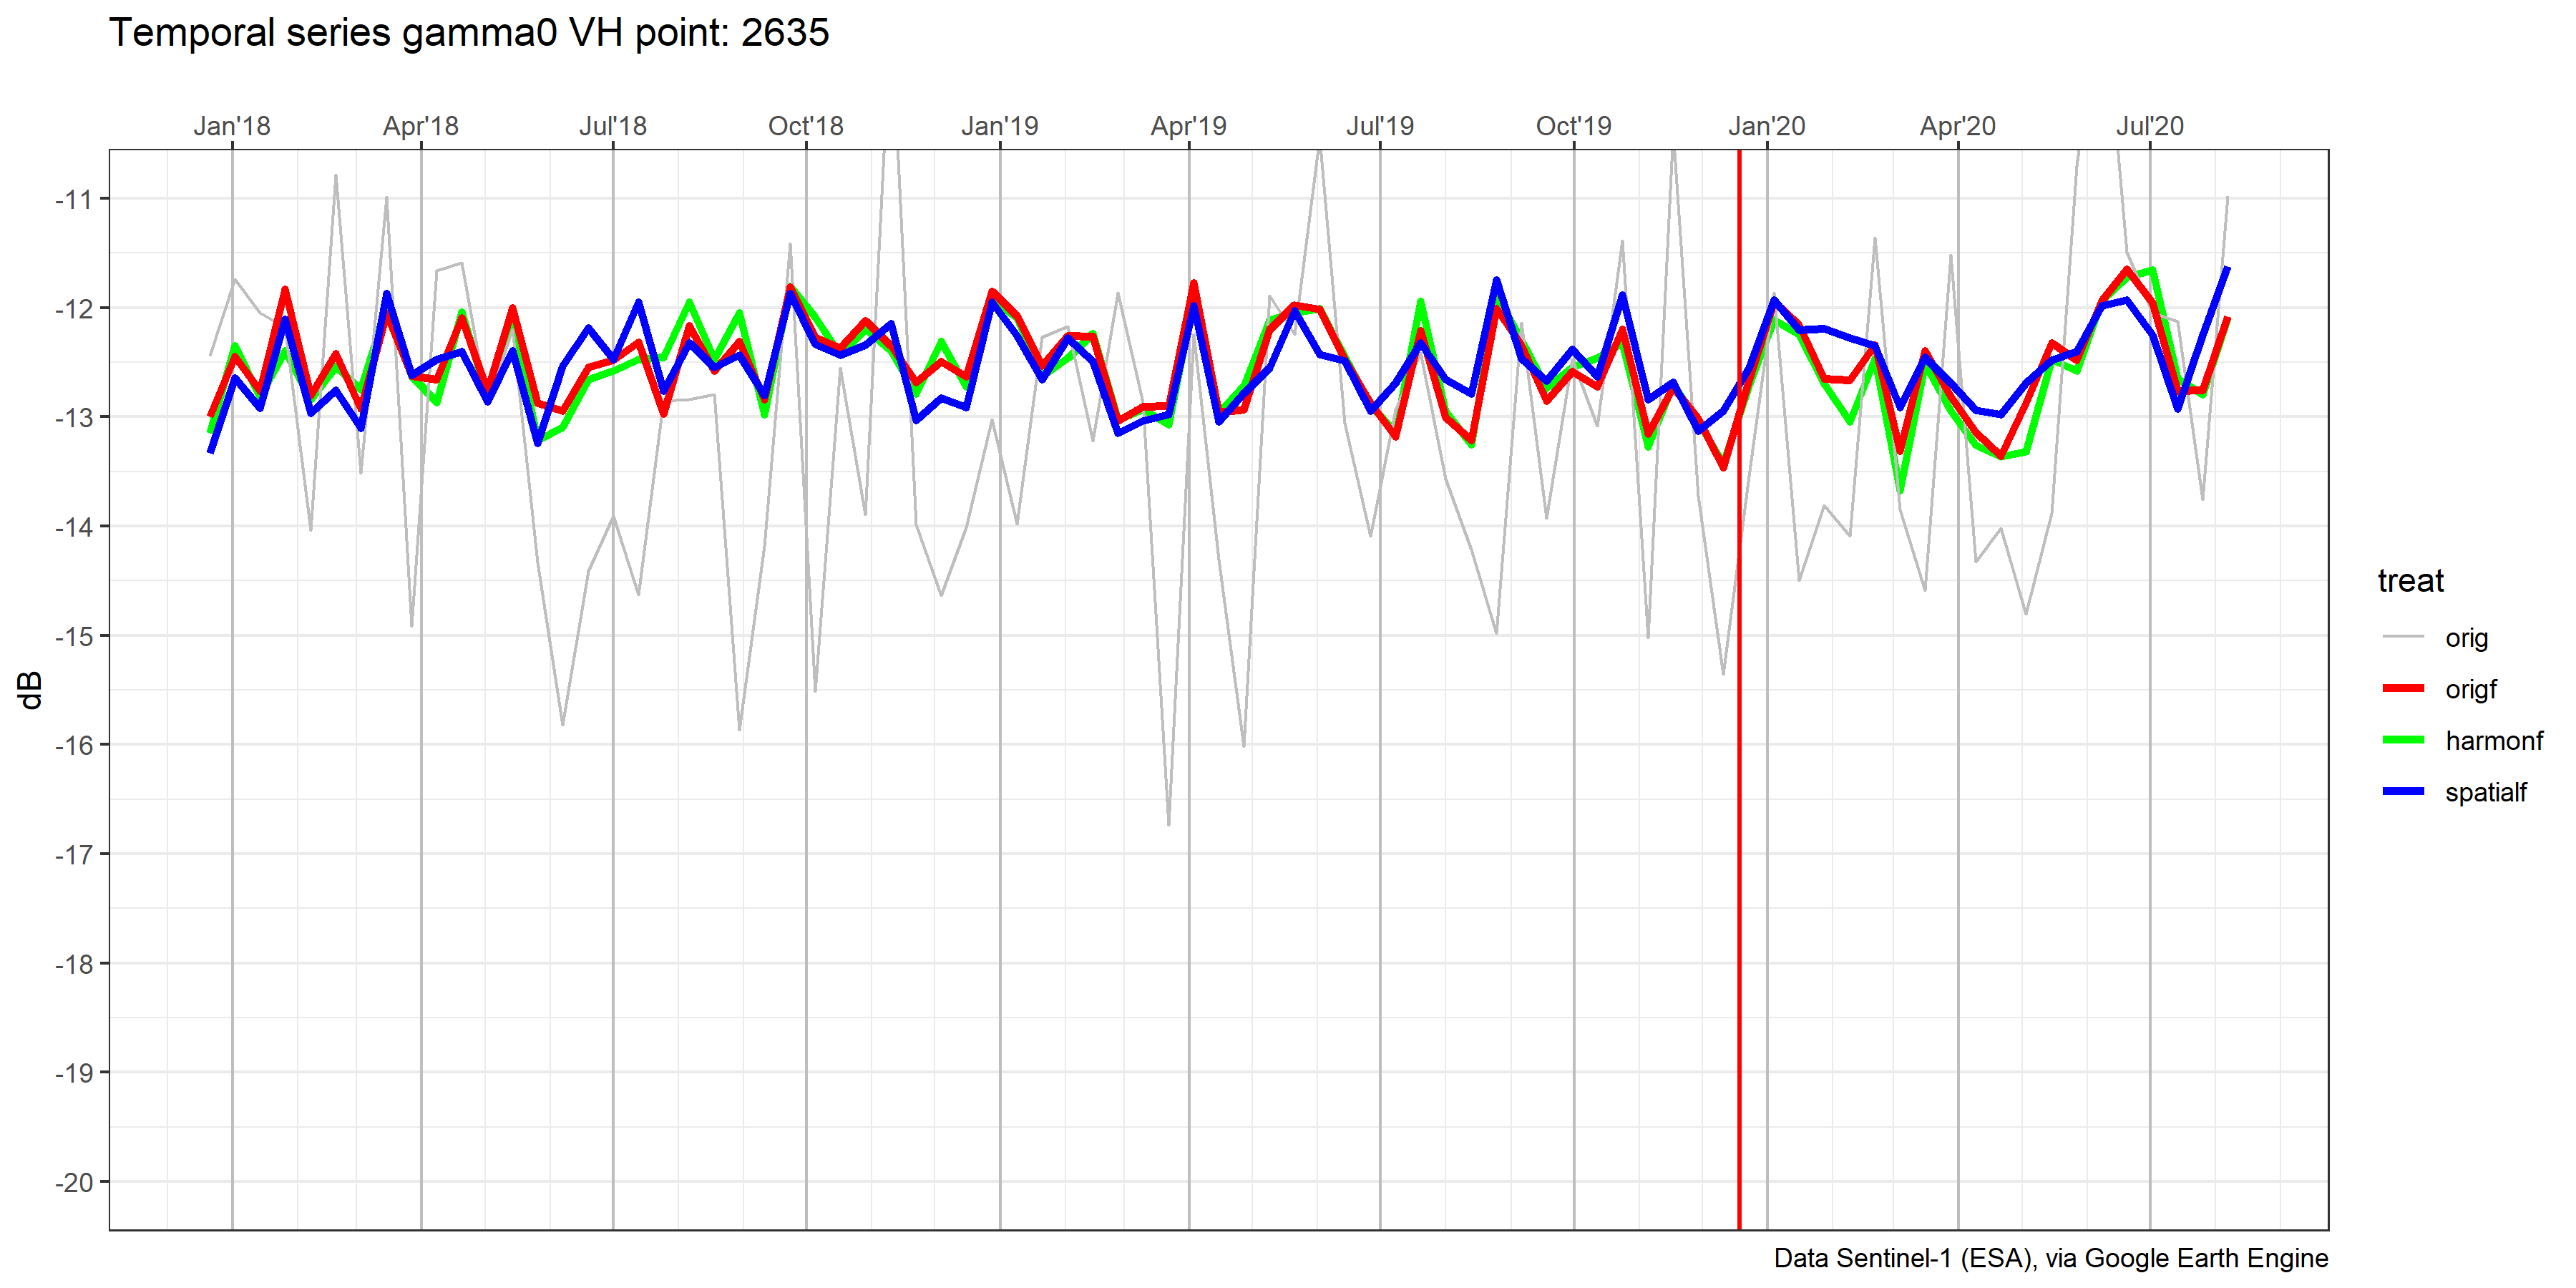 Temporal series gamma0 VH point: 2635
Jan'18 Apr'18 Jul'18 Oct'18 Jan'19 Apr'19 Jul'19 Oct'19 Jan'20 Apr'20 Jul'20
-11
-12
-13
-14
-15
-16
-17
-18
-19
-20
dB
treat
orig
origf
harmonf
spatialf
Data Sentinel-1 (ESA), via Google Earth Engine